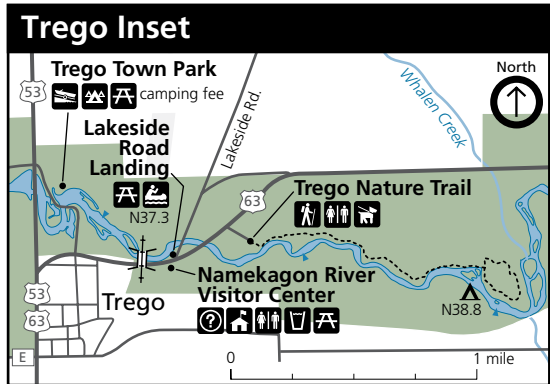 Trego Inset
Trego Town Park
camping fee
53
Lakeside
Road
Landing
N37.3
Lakeside Rd.
Whalen Creek
North
63
Trego Nature Trail
Namekagon River
Visitor Center
?
Trego
53
63
E
N38.8
0
1 mile